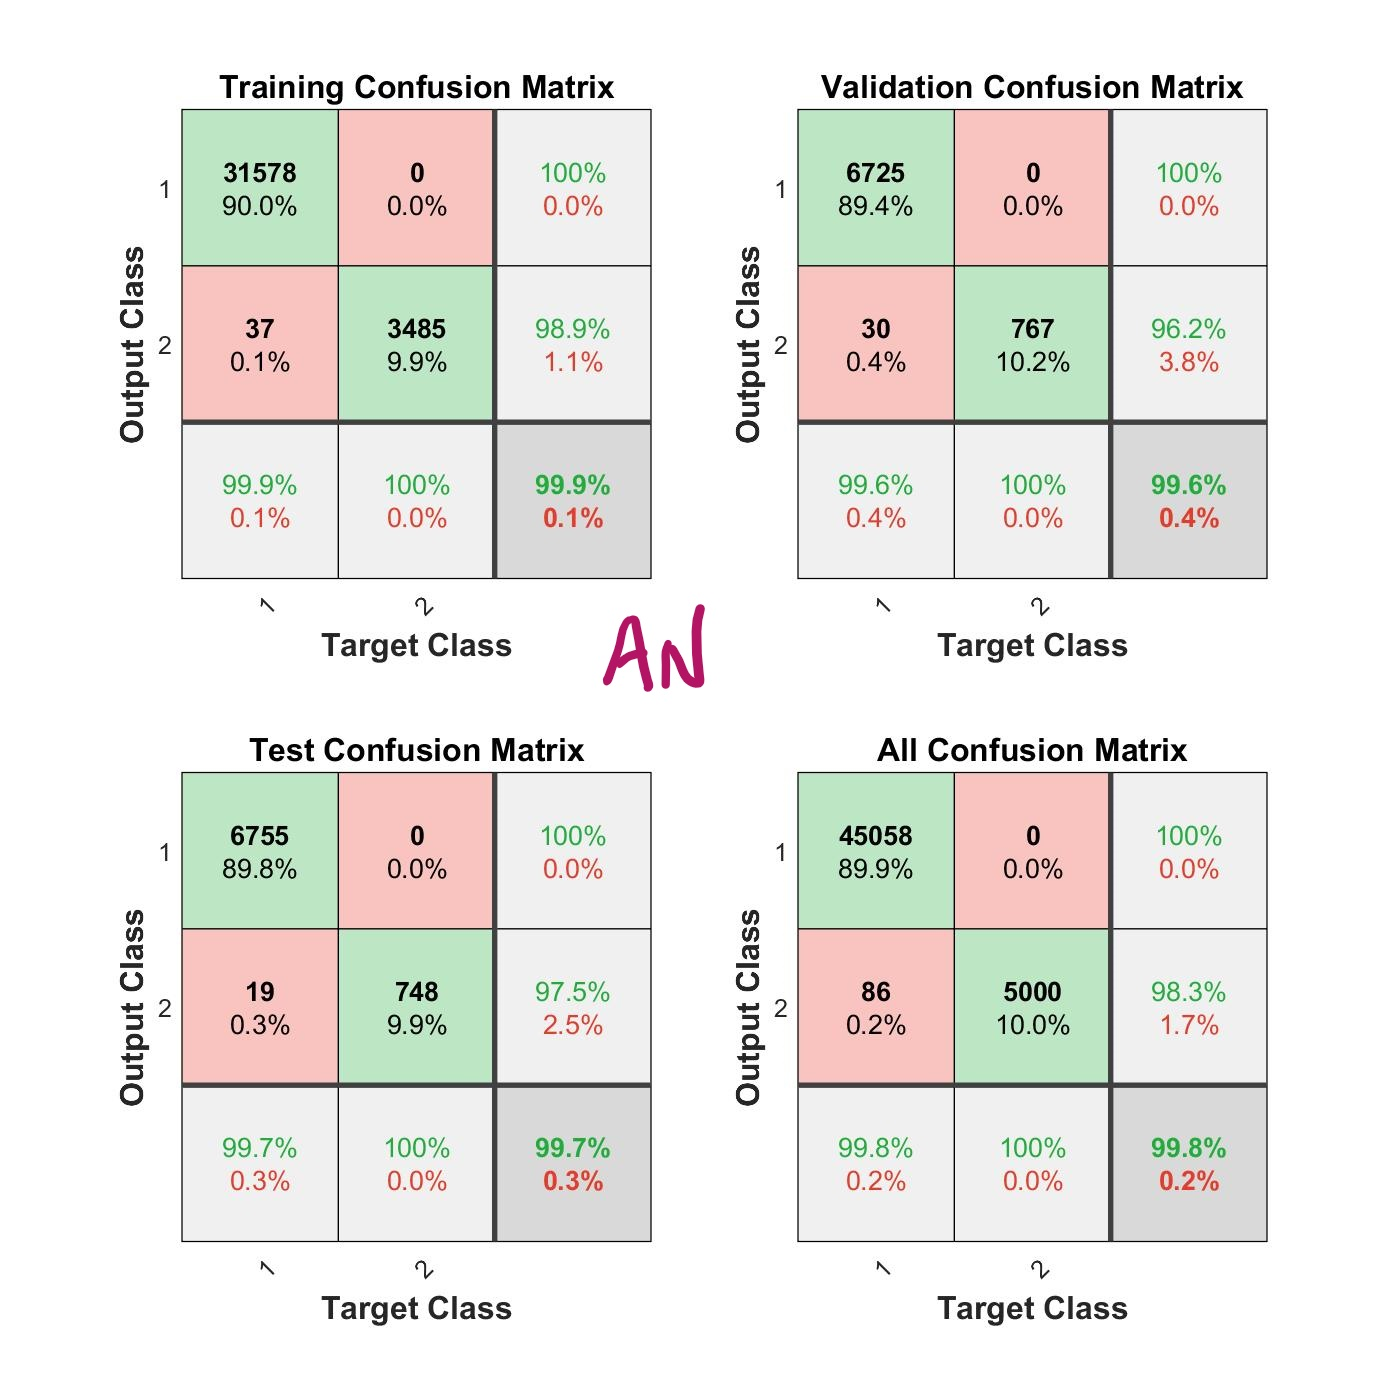 Training Confusion Matrix
31578 0 100%
90.0% 0.0% 0.0%
1
37 3485 98.9%
0.1% 9.9% 1.1%
2
99.9% 100% 99.9%
0.1% 0.0% 0.1%
1 2
Target Class
Output Class
Validation Confusion Matrix
6725 0 100%
89.4% 0.0% 0.0%
1
30 767 96.2%
0.4% 10.2% 3.8%
2
99.6% 100% 99.6%
0.4% 0.0% 0.4%
1 2
Target Class
Output Class
AN
Test Confusion Matrix
6755 0 100%
89.8% 0.0% 0.0%
1
19 748 97.5%
0.3% 9.9% 2.5%
2
99.7% 100% 99.7%
0.3% 0.0% 0.3%
1 2
Target Class
Output Class
All Confusion Matrix
45058 0 100%
89.9% 0.0% 0.0%
1
86 5000 98.3%
0.2% 10.0% 1.7%
2
99.8% 100% 99.8%
0.2% 0.0% 0.2%
1 2
Target Class
Output Class